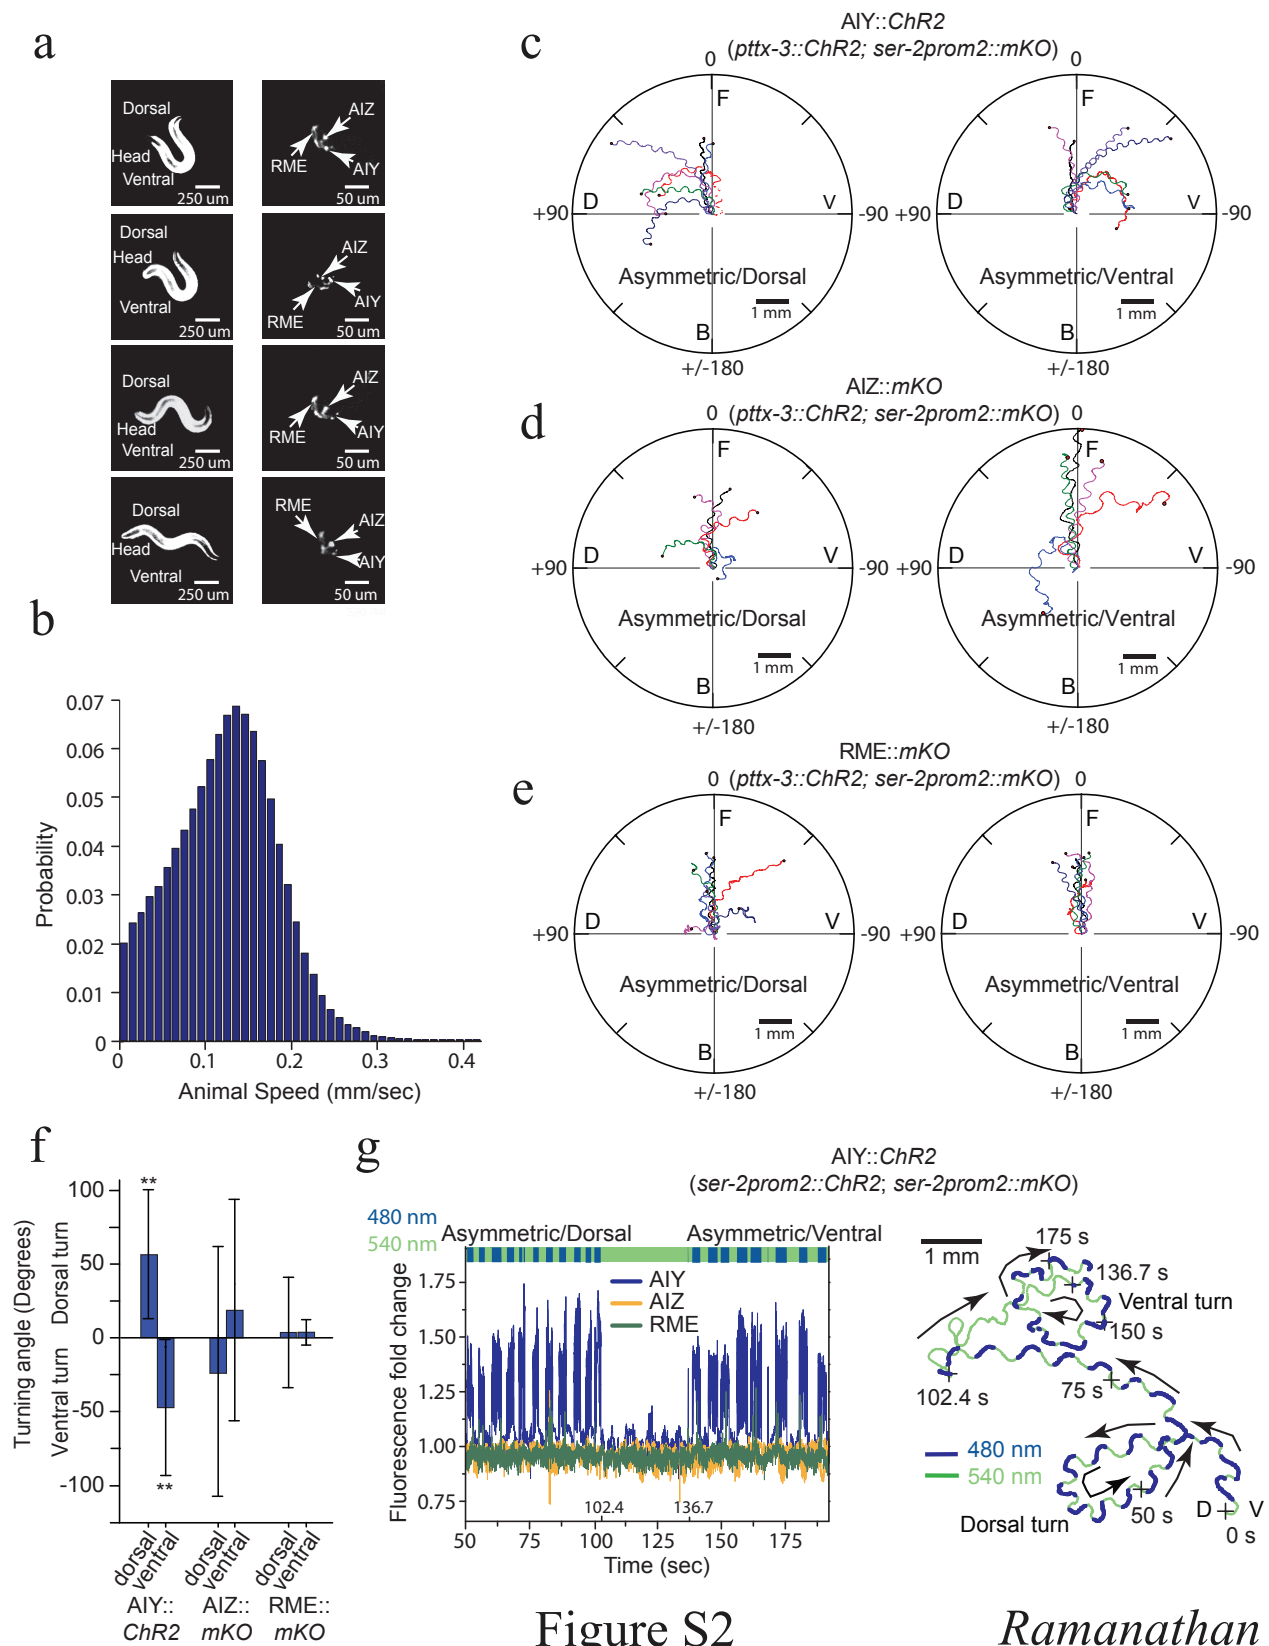 a
Dorsal
Head
Ventral
250 um
AIZ
RME
AIY
50 um
Dorsal
Head
Ventral
250 um
AIZ
AIY
RME
50 um
Dorsal
Head
Ventral
250 um
AIZ
RME
AIY
50 um
Dorsal
Head
Ventral
250 um
RME
AIZ
AIY
50 um
b
0.07
0.06
0.05
0.04
0.03
0.02
0.01
0
Probability
0
0.1
0.2
0.3
0.4
Animal Speed (mm/sec)
c
AIY::ChR2
(pttx-3::ChR2; ser-2prom2::mKO)
0
F
+90
D
V
-90
Asymmetric/Dorsal
1 mm
B
+/-180
0
F
+90
D
V
-90
Asymmetric/Ventral
1 mm
B
+/-180
d
AIZ::mKO
(pttx-3::ChR2; ser-2prom2::mKO)
0
F
+90
D
V
-90
Asymmetric/Dorsal
1 mm
B
+/-180
0
F
+90
D
V
-90
Asymmetric/Ventral
1 mm
B
+/-180
e
RME::mKO
(pttx-3::ChR2; ser-2prom2::mKO)
0
F
+90
D
V
-90
Asymmetric/Dorsal
1 mm
B
+/-180
0
F
+90
D
V
-90
Asymmetric/Ventral
1 mm
B
+/-180
f
Turning angle (Degrees)
Ventral turn Dorsal turn
100
50
0
-50
-100
**
**
dorsal
ventral
dorsal
ventral
dorsal
ventral
AIY:: AIZ:: RME::
ChR2 mKO mKO
g
AIY::ChR2
(ser-2prom2::ChR2; ser-2prom2::mKO)
480 nm
540 nm
Asymmetric/Dorsal
Asymmetric/Ventral
Fluorescence fold change
1.75
1.50
1.25
1.00
0.75
AIY
AIZ
RME
102.4
136.7
50 75 100 125 150 175
Time (sec)
1 mm
175 s
136.7 s
Ventral turn
150 s
75 s
102.4 s
480 nm
540 nm
50 s
D
V
0 s
Dorsal turn
Figure S2
Ramanathan